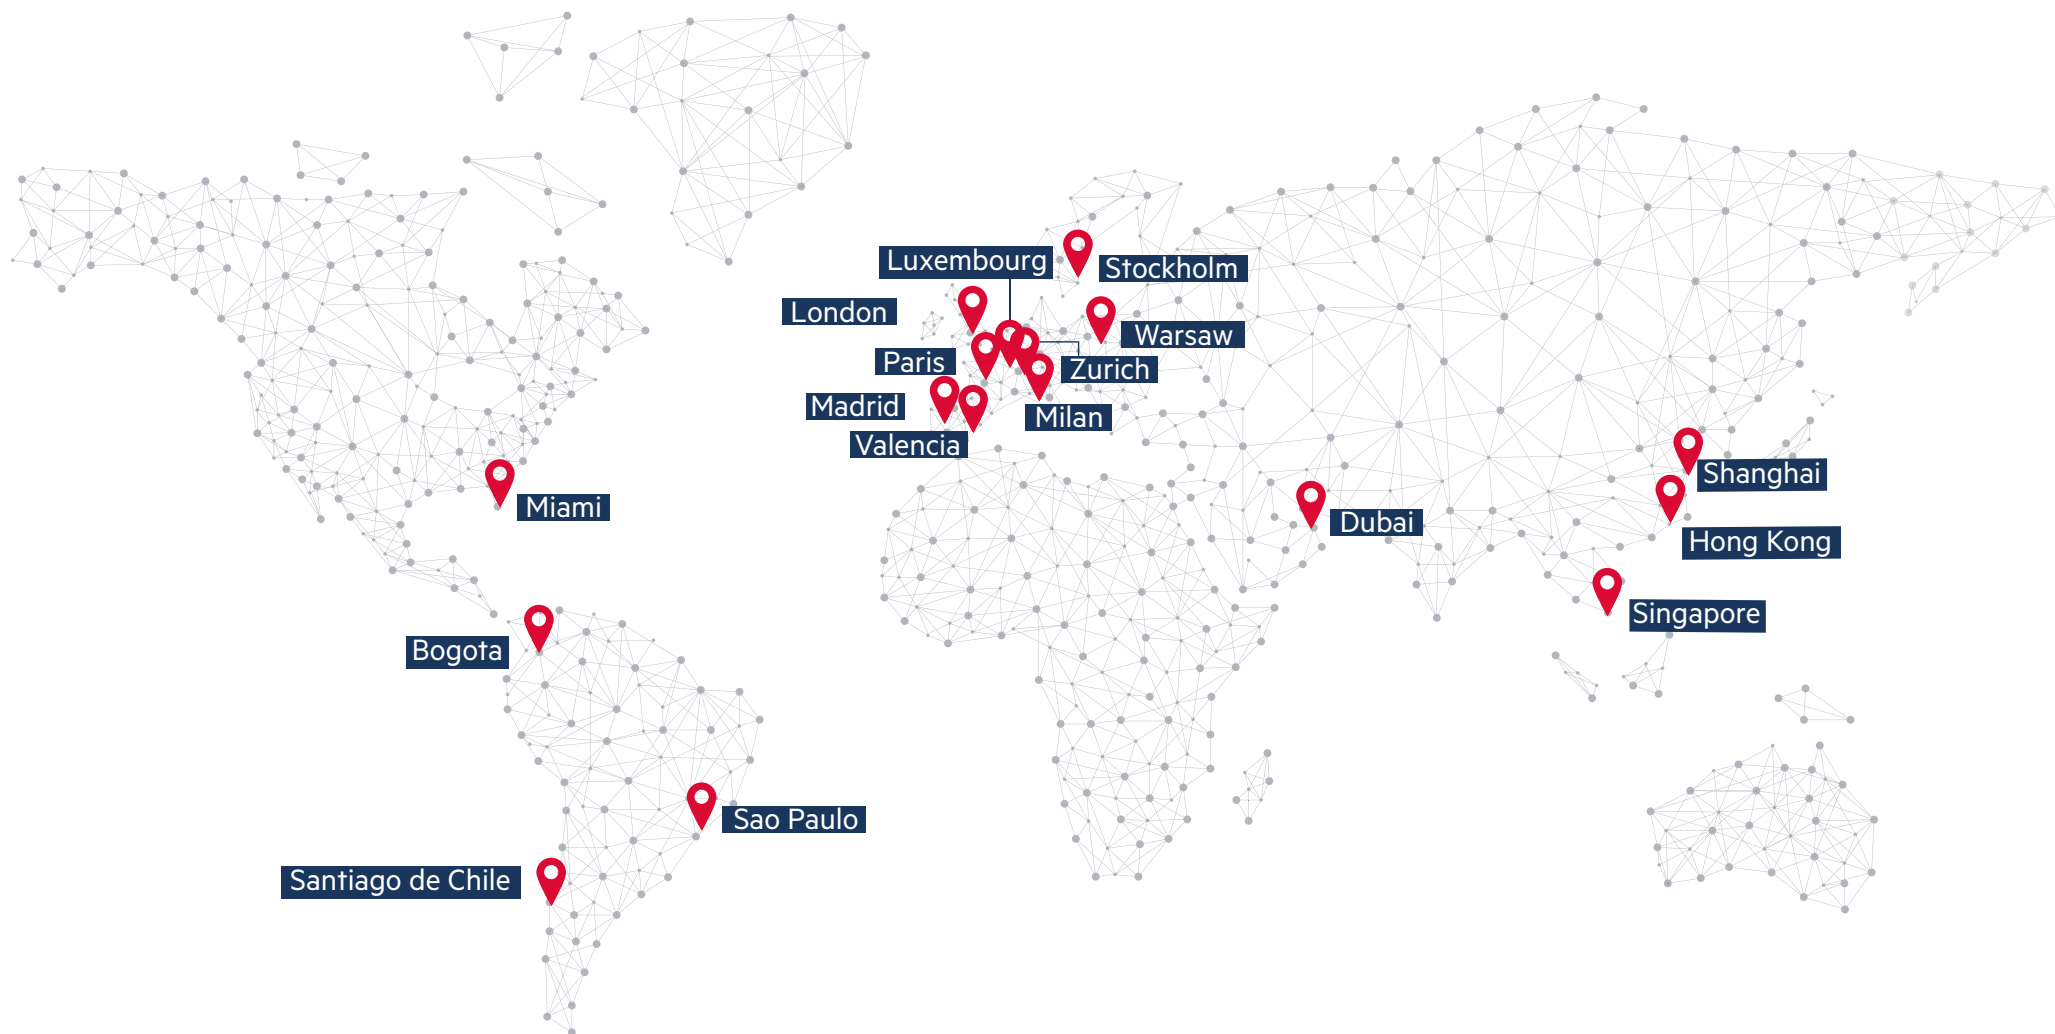 Luxembourg
Stockholm
London
Warsaw
Paris
Zurich
Madrid
Milan
Valencia
Shanghai
Miami
Dubai
Hong Kong
Singapore
Bogota
Sao Paulo
Santiago de Chile